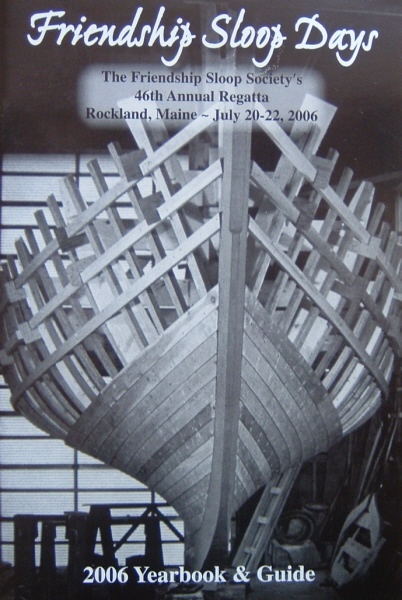 Friendship Sloop Days
The Friendship Sloop Society's
46th Annual Regatta
Rockland, Maine ~ July 20-22, 2006
2006 Yearbook & Guide